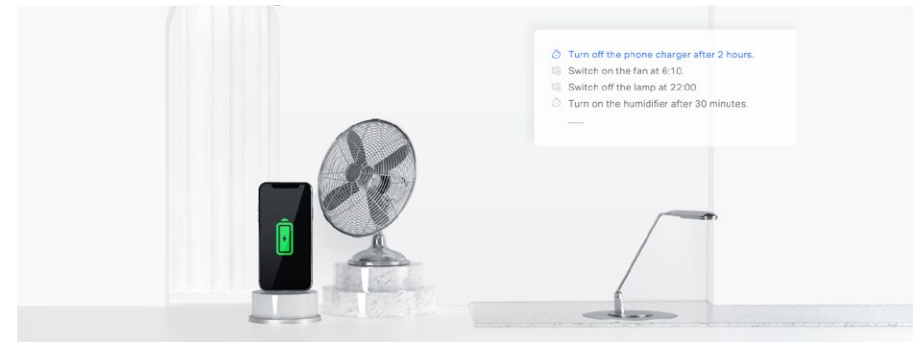 Turn off the phone charger after 2 hours.
Switch on the fan at 6:10.
Switch off the lamp at 22:00.
Turn on the humidifier after 30 minutes.
......